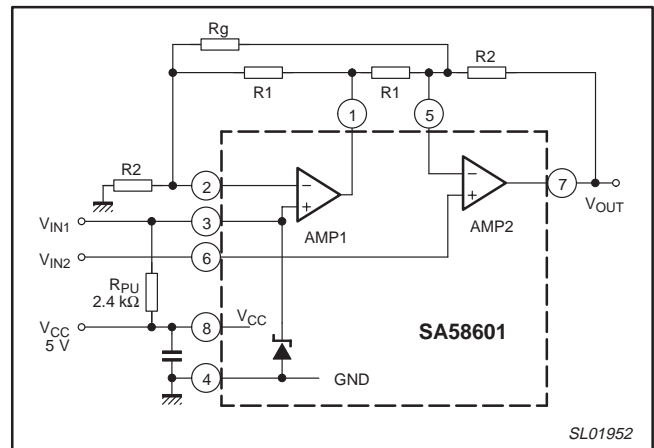 Rg
R1
R1
R2
1
5
R2
2
3
6
8
4
7
VIN1
VIN2
RPU
2.4 kΩ
VCC
5 V
AMP1
AMP2
VOUT
VCC
SA58601
GND
SL01952